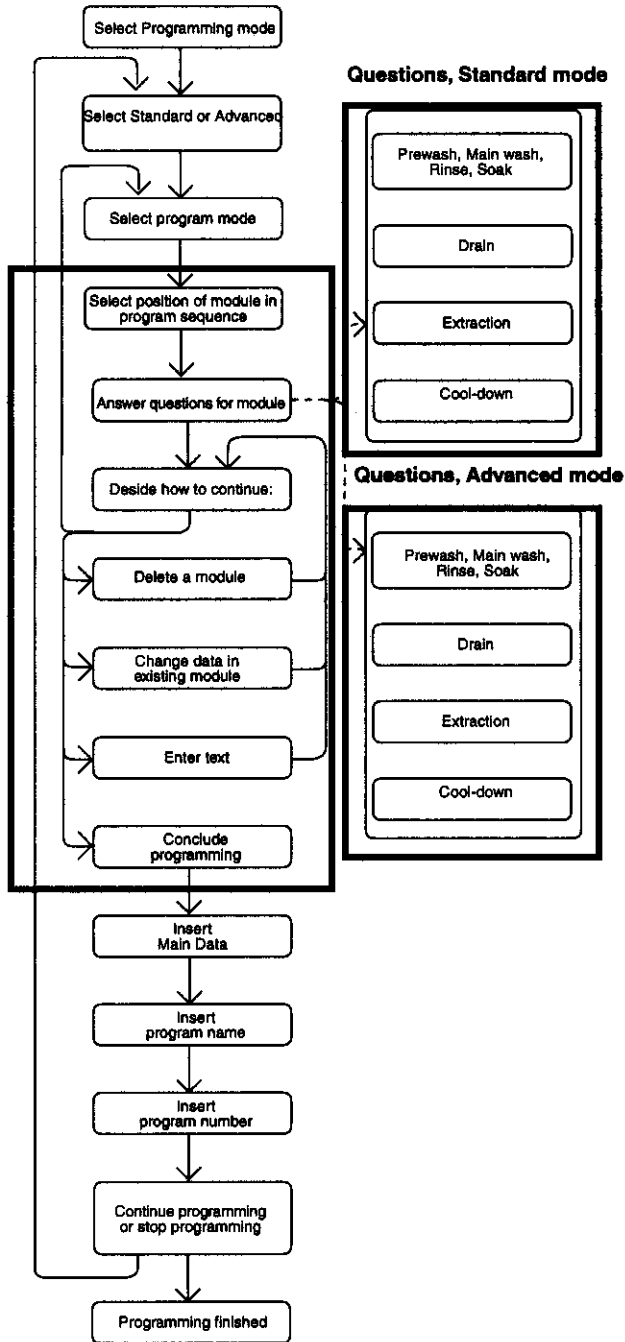 Select Programming mode
Select Standard or Advanced
Select program mode
Select position of module in
program sequence
Answer questions for module
Deside how to continue:
Delete a module
Change data in
existing module
Enter text
Conclude
programming
Insert
Main Data
Insert
program name
Insert
program number
Continue programming
or stop programming
Programming finished
Questions, Standard mode
Prewash, Main wash,
Rinse, Soak
Drain
Extraction
Cool-down
Questions, Advanced mode
Prewash, Main wash,
Rinse, Soak
Drain
Extraction
Cool-down